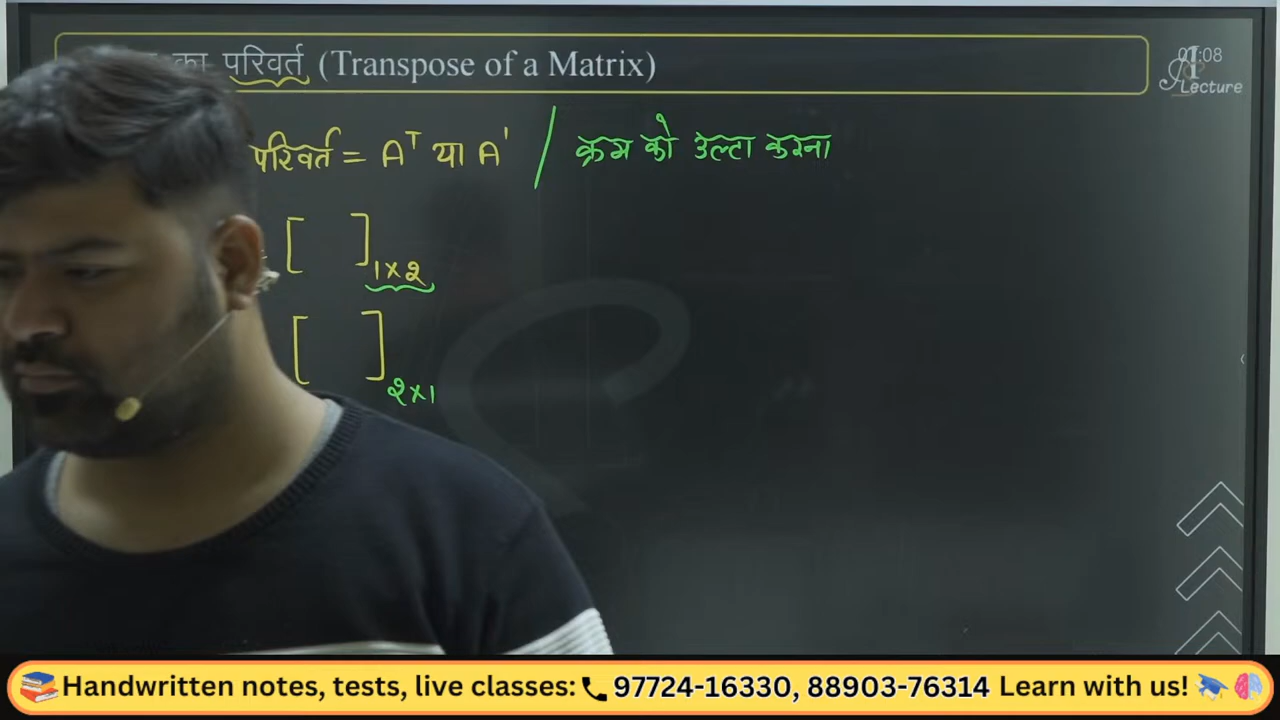 का परिवर्त (Transpose of a Matrix)
01:08
Lecture
परिवर्त = Aᵀ या A' / क्रम को उल्टा करना
[ ]1×2
[ ]2×1
Handwritten notes, tests, live classes: 97724-16330, 88903-76314 Learn with us!